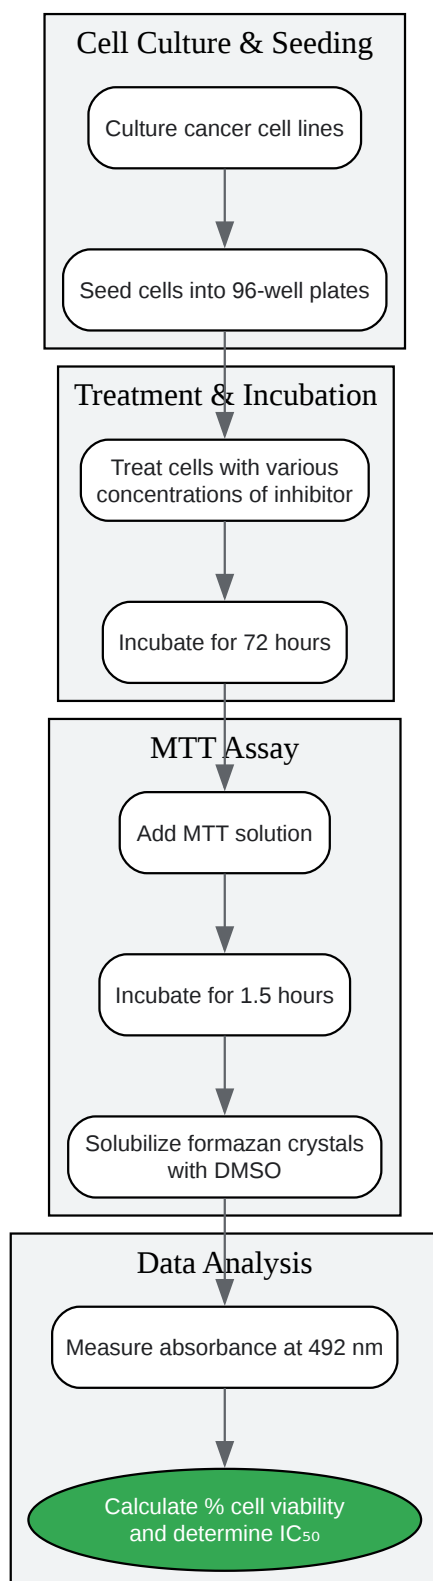 Cell Culture & Seeding
Culture cancer cell lines
Seed cells into 96-well plates
Treatment & Incubation
Treat cells with various
concentrations of inhibitor
Incubate for 72 hours
MTT Assay
Add MTT solution
Incubate for 1.5 hours
Solubilize formazan crystals
with DMSO
Data Analysis
Measure absorbance at 492 nm
Calculate % cell viability
and determine IC₅₀